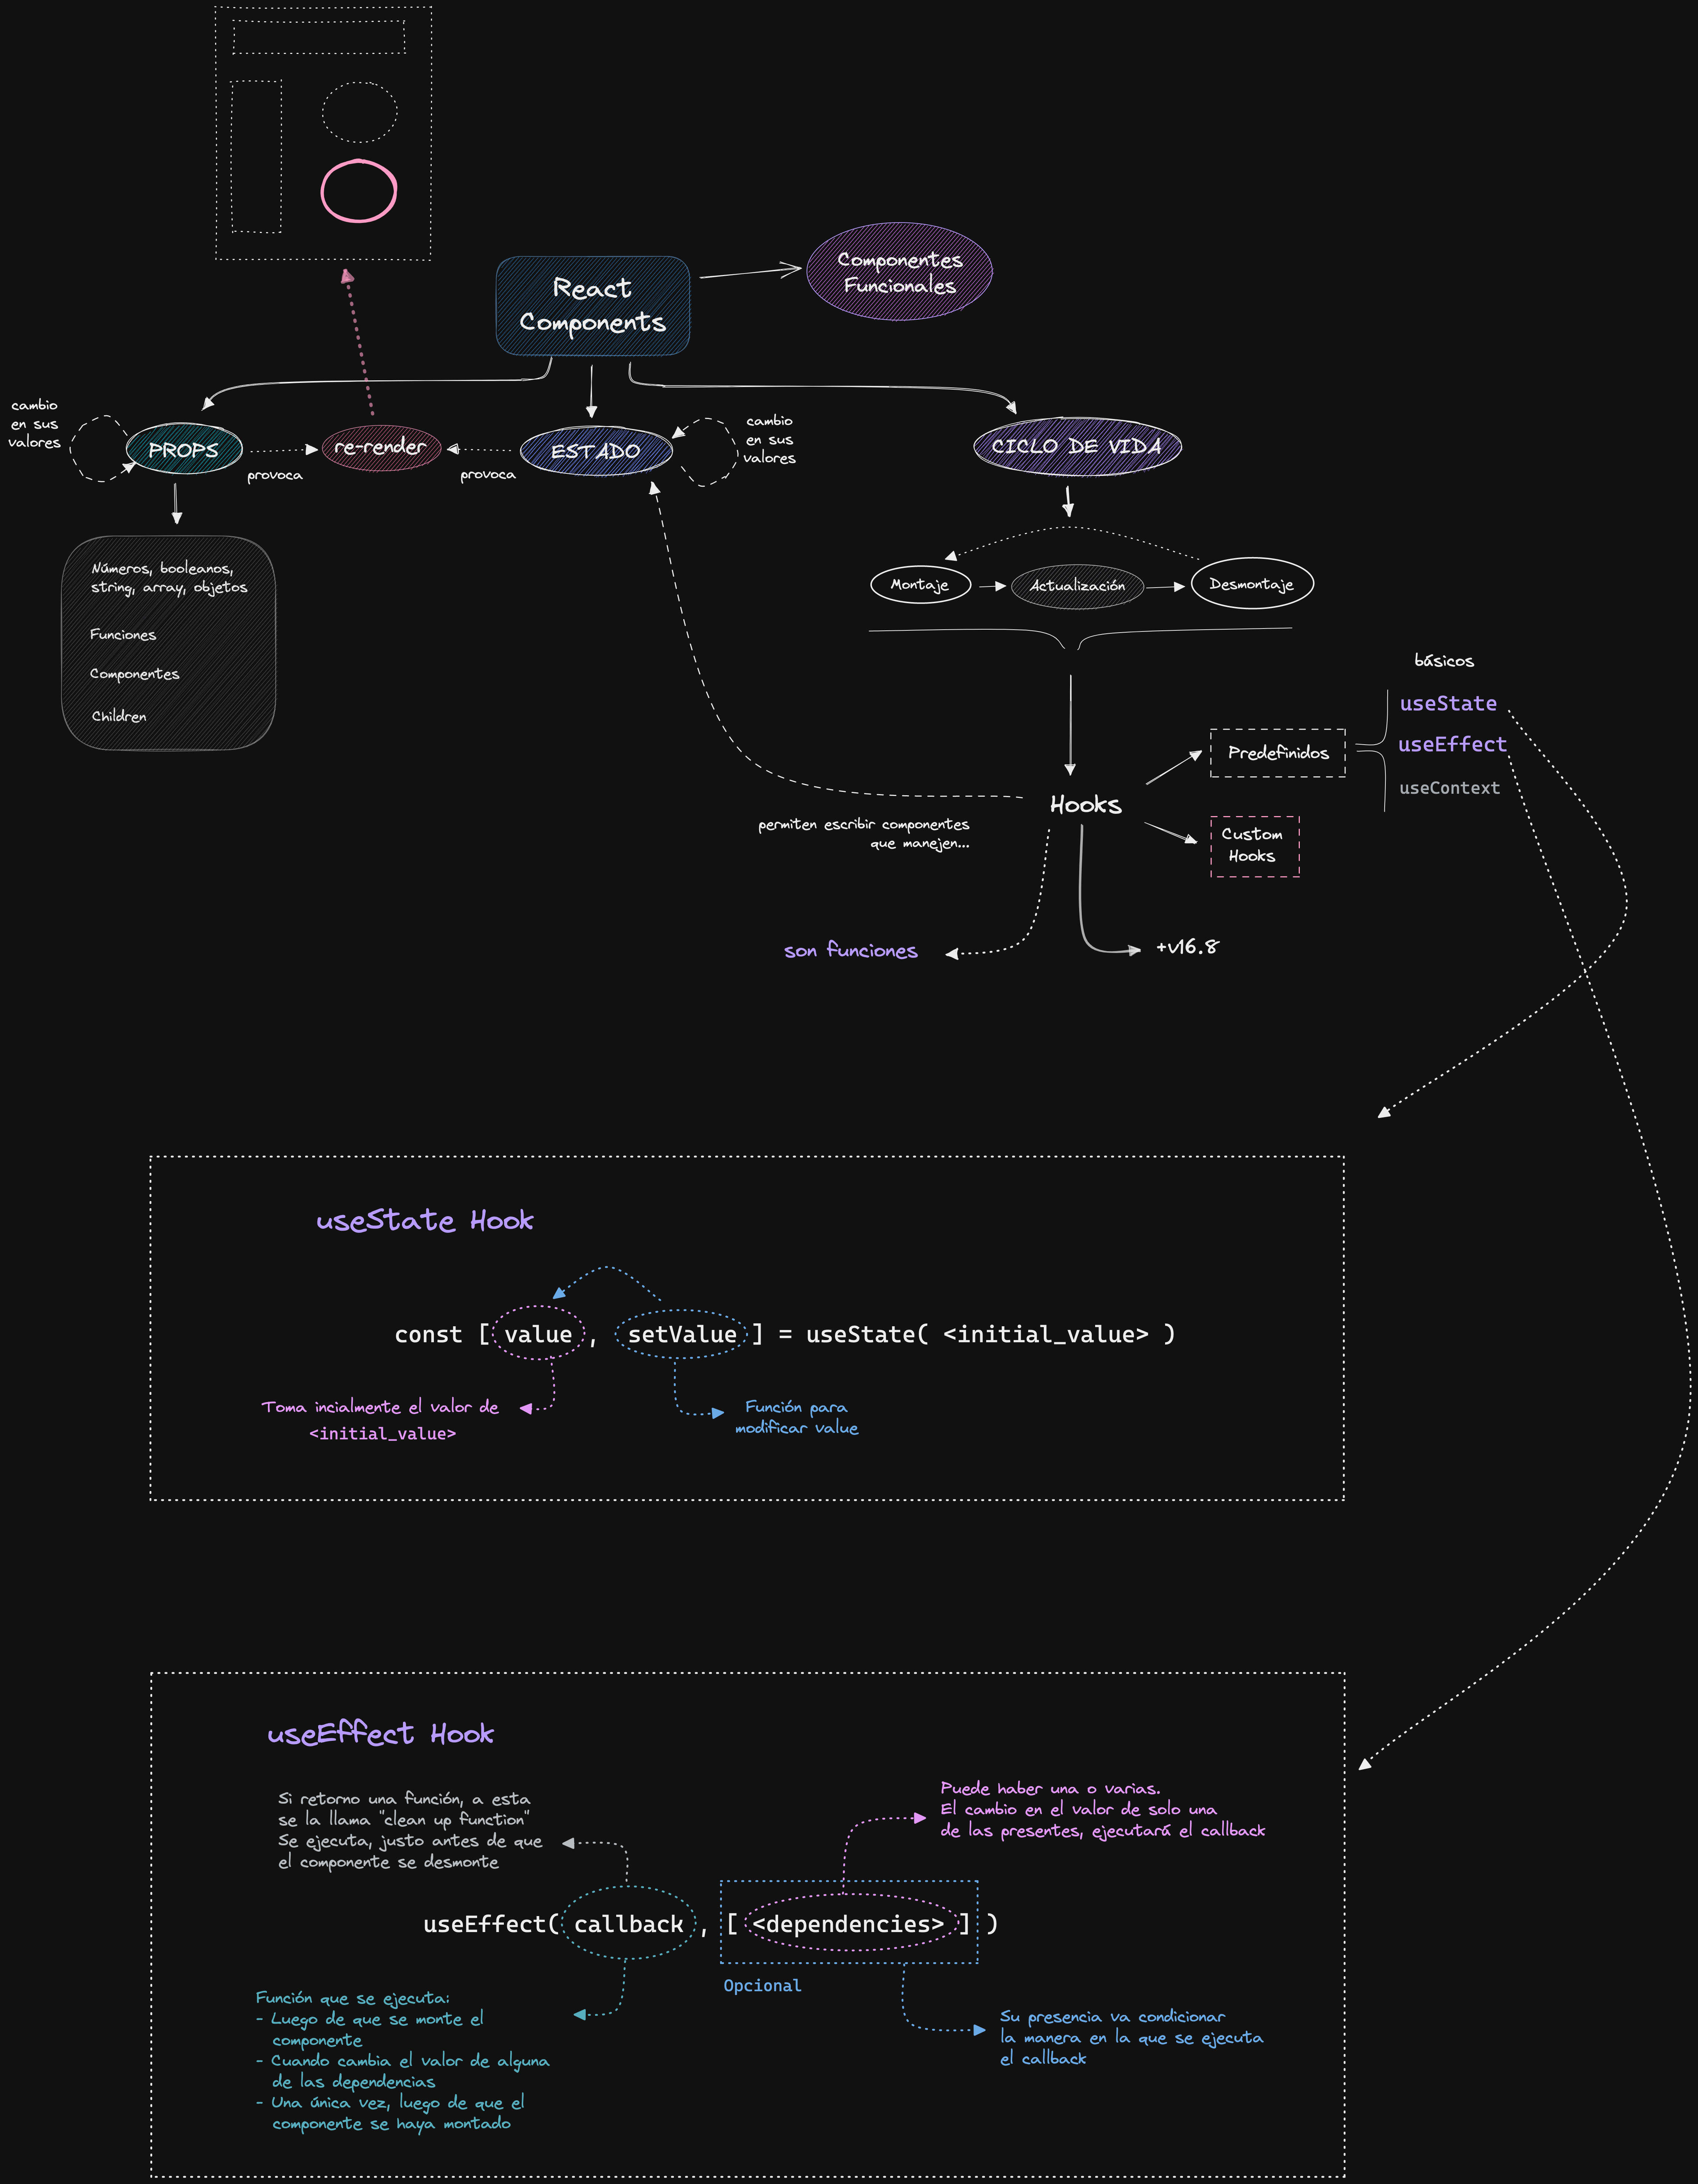 React
Components
Componentes
Funcionales
cambio
en sus
valores
PROPS
provoca
re-render
provoca
ESTADO
cambio
en sus
valores
CICLO DE VIDA
Números, booleanos,
string, array, objetos
Funciones
Componentes
Children
Montaje
Actualización
Desmontaje
básicos
useState
useEffect
useContext
Predefinidos
Hooks
Custom
Hooks
permiten escribir componentes
que manejen...
son funciones
+v16.8
useState Hook
const [ value , setValue ] = useState( <initial_value> )
Toma incialmente el valor de
<initial_value>
Función para
modificar value
useEffect Hook
Si retorno una función, a esta
se la llama "clean up function"
Se ejecuta, justo antes de que
el componente se desmonte
Puede haber una o varias.
El cambio en el valor de solo una
de las presentes, ejecutará el callback
useEffect( callback , [ <dependencies> ] )
Opcional
Función que se ejecuta:
- Luego de que se monte el
componente
- Cuando cambia el valor de alguna
de las dependencias
- Una única vez, luego de que el
componente se haya montado
Su presencia va condicionar
la manera en la que se ejecuta
el callback